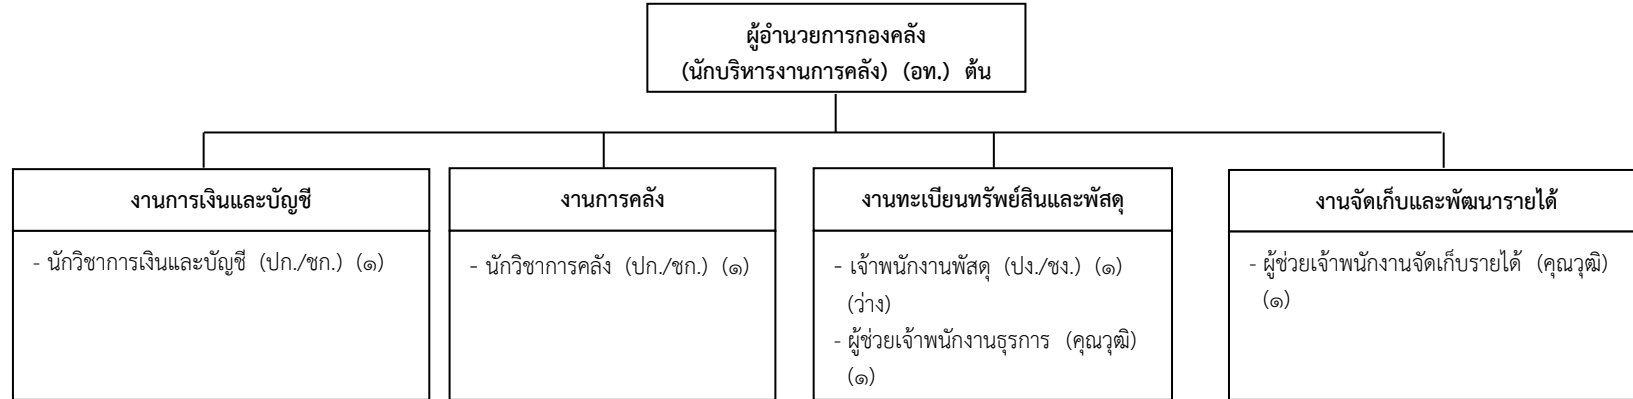 ผู้อำนวยการกองคลัง
(นักบริหารงานการคลัง) (อท.) ต้น
งานการเงินและบัญชี
- นักวิชาการเงินและบัญชี (ปก./ชก.) (๑)
งานการคลัง
- นักวิชาการคลัง (ปก./ชก.) (๑)
งานทะเบียนทรัพย์สินและพัสดุ
- เจ้าพนักงานพัสดุ (ปง./ชง.) (๑)
(ว่าง)
- ผู้ช่วยเจ้าพนักงานธุรการ (คุณวุฒิ)
(๑)
งานจัดเก็บและพัฒนารายได้
- ผู้ช่วยเจ้าพนักงานจัดเก็บรายได้ (คุณวุฒิ)
(๑)